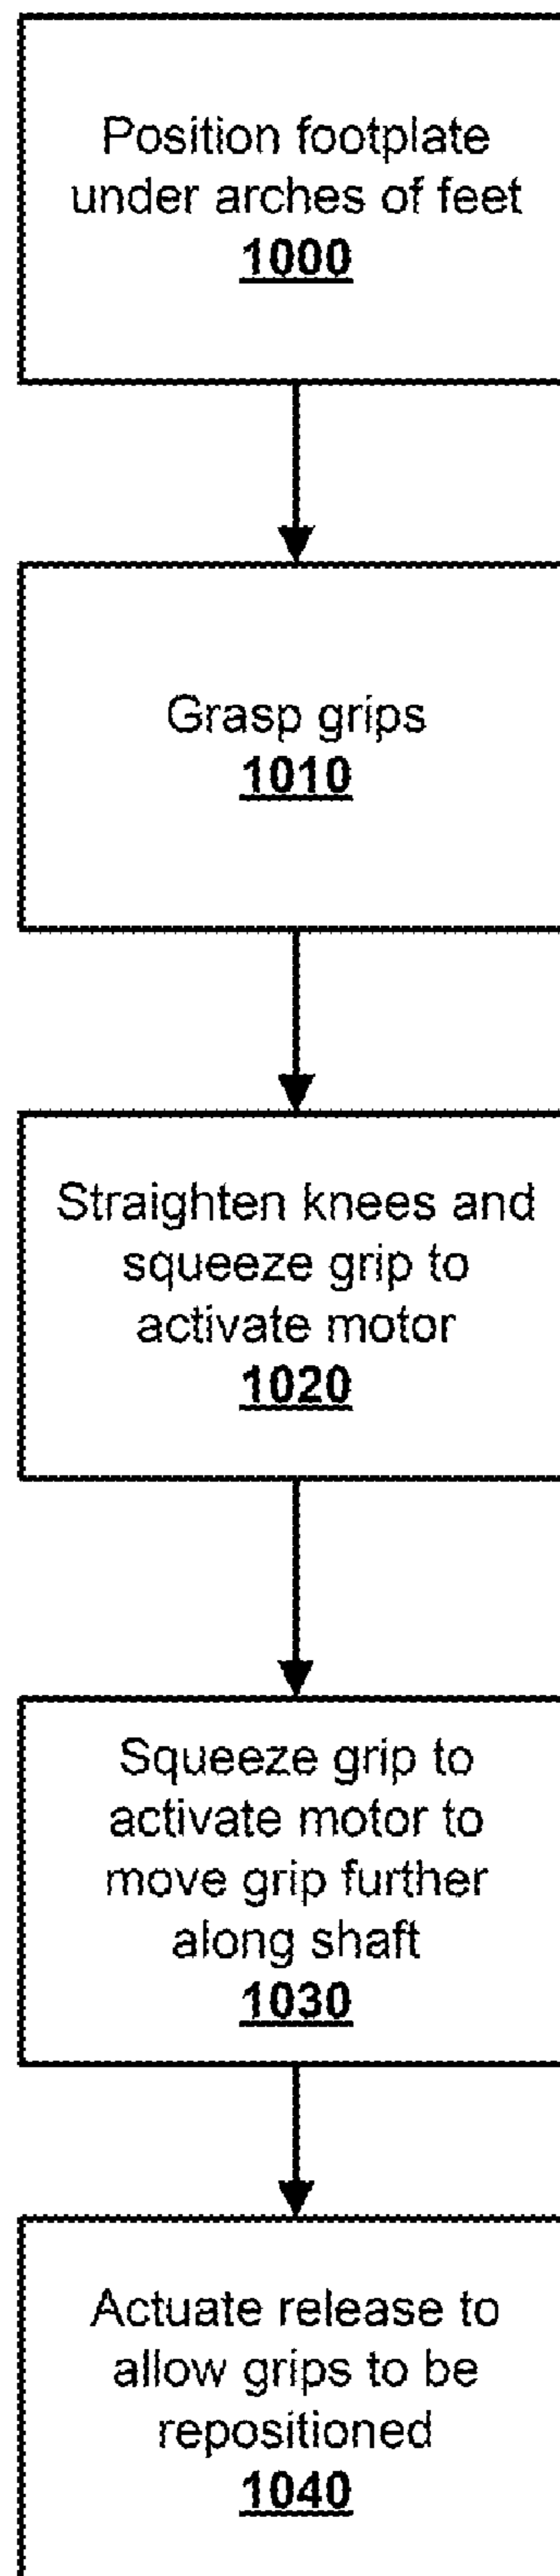 Position footplate
under arches of feet
1000
Grasp grips
1010
Straighten knees and
squeeze grip to
activate motor
1020
Squeeze grip to
activate motor to
move grip further
along shaft
1030
Actuate release to
allow grips to be
repositioned
1040